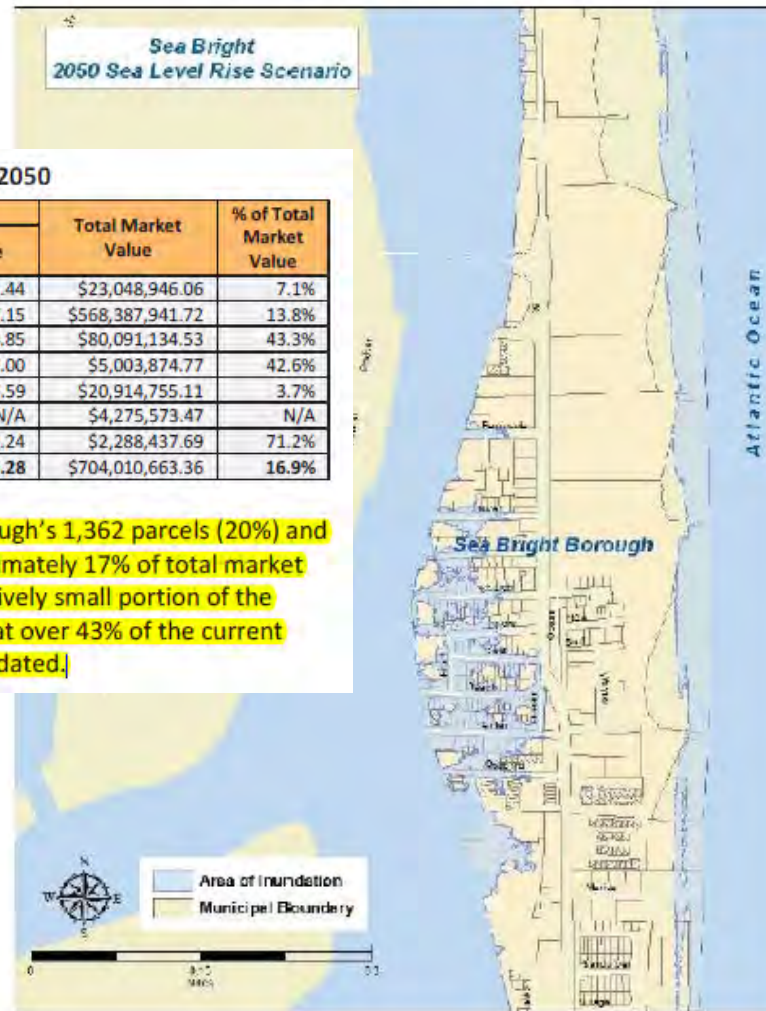 Sea Bright
2050 Sea Level Rise Scenario
2050
Total Market Value
% of Total Market Value
.44 $23,048,946.06 7.1%
.15 $568,387,941.72 13.8%
.85 $80,091,134.53 43.3%
.00 $5,003,874.77 42.6%
.59 $20,914,755.11 3.7%
N/A $4,275,573.47 N/A
.24 $2,288,437.69 71.2%
.28 $704,010,663.36 16.9%
ugh's 1,362 parcels (20%) and
imately 17% of total market
ively small portion of the
at over 43% of the current
dated.
Atlantic Ocean
Sea Bright Borough
Ocean
N
W E
S
Area of Inundation
Municipal Boundary
0